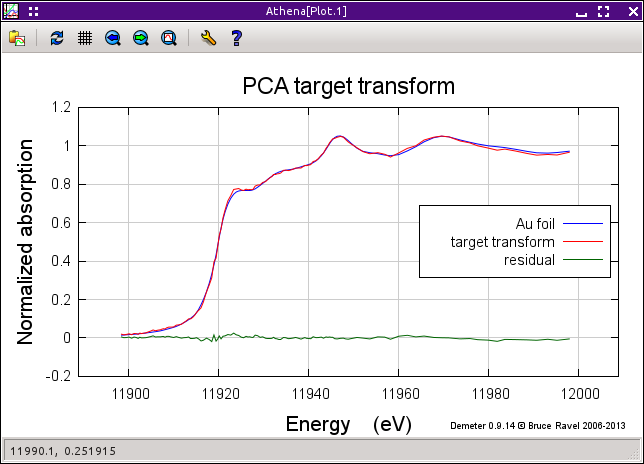 Athena[Plot.1]
PCA target transform
1.2
1
0.8
0.6
0.4
0.2
0
-0.2
Normalized absorption
Au foil
target transform
residual
11900 11920 11940 11960 11980 12000
Energy (eV)
Demeter 0.9.14 © Bruce Ravel 2006-2013
11990.1, 0.251915